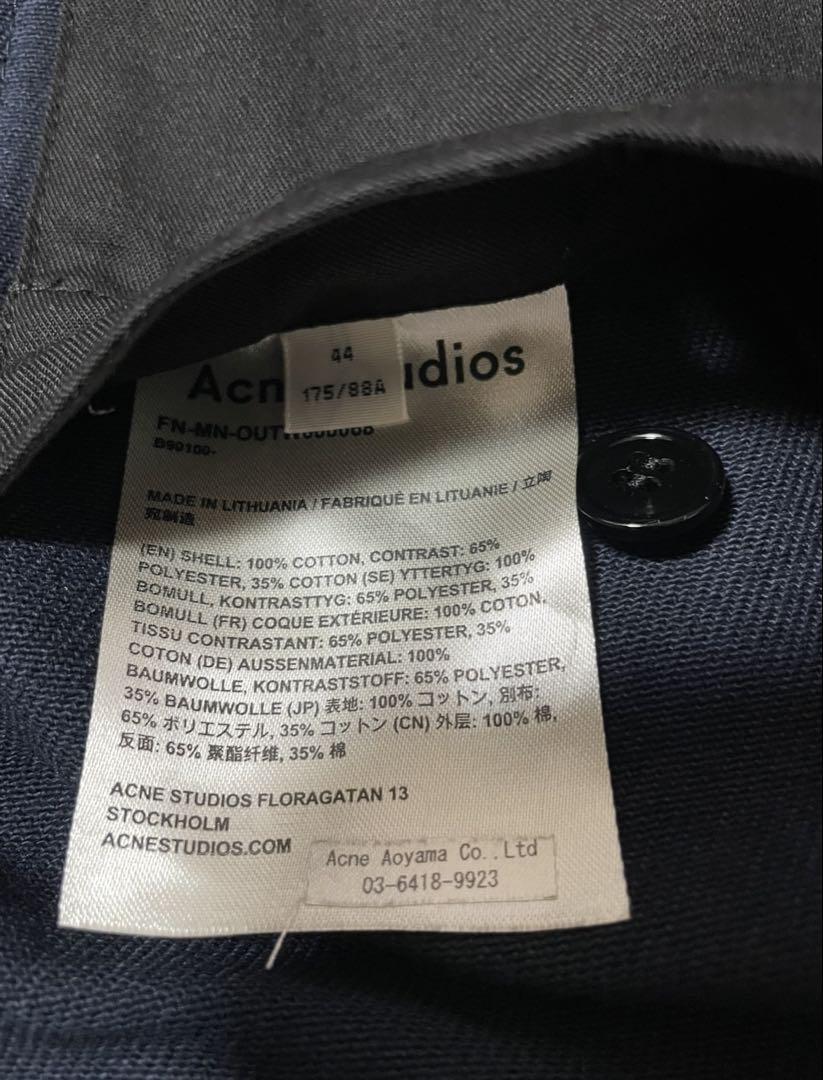 44
175/88A
Acn
udios
FN-MN-OUTW000068
B90100-
MADE IN LITHUANIA / FABRIQUÉ EN LITUANIE / 立陶
宛制造
(EN) SHELL: 100% COTTON, CONTRAST: 65%
POLYESTER, 35% COTTON (SE) YTTERTYG: 100%
BOMULL, KONTRASTTYG: 65% POLYESTER, 35%
BOMULL (FR) COQUE EXTÉRIEURE: 100% COTON,
TISSU CONTRASTANT: 65% POLYESTER, 35%
COTON (DE) AUSSENMATERIAL: 100%
BAUMWOLLE, KONTRASTSTOFF: 65% POLYESTER,
35% BAUMWOLLE (JP) 表地: 100% コットン, 別布:
65% ポリエステル, 35% コットン (CN) 外层: 100% 棉,
反面: 65% 聚酯纤维, 35% 棉
ACNE STUDIOS FLORAGATAN 13
STOCKHOLM
ACNESTUDIOS.COM
Acne Aoyama Co.,Ltd
03-6418-9923